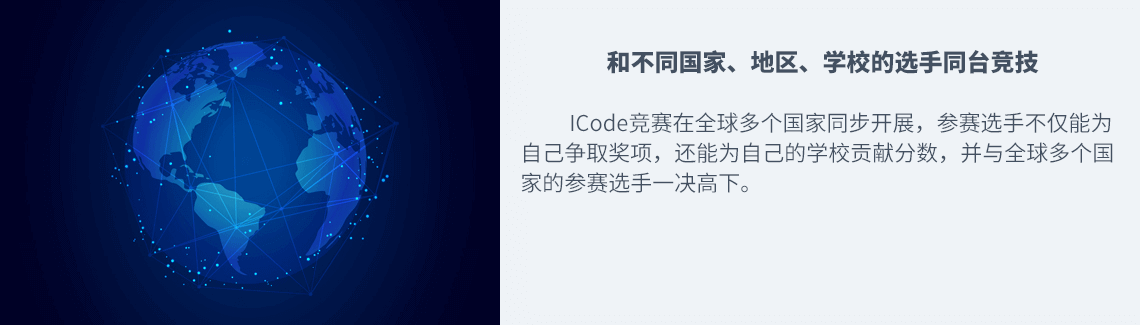 和不同国家、地区、学校的选手同台竞技
ICode竞赛在全球多个国家同步开展，参赛选手不仅能为
自己争取奖项，还能为自己的学校贡献分数，并与全球多个国
家的参赛选手一决高下。